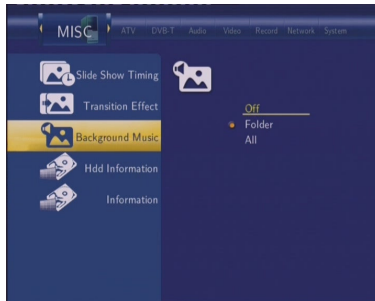 MISC ATV DVB-T Audio Video Record Network System
Slide Show Timing
Transition Effect
Background Music
Hdd Information
Information
Off
Folder
All